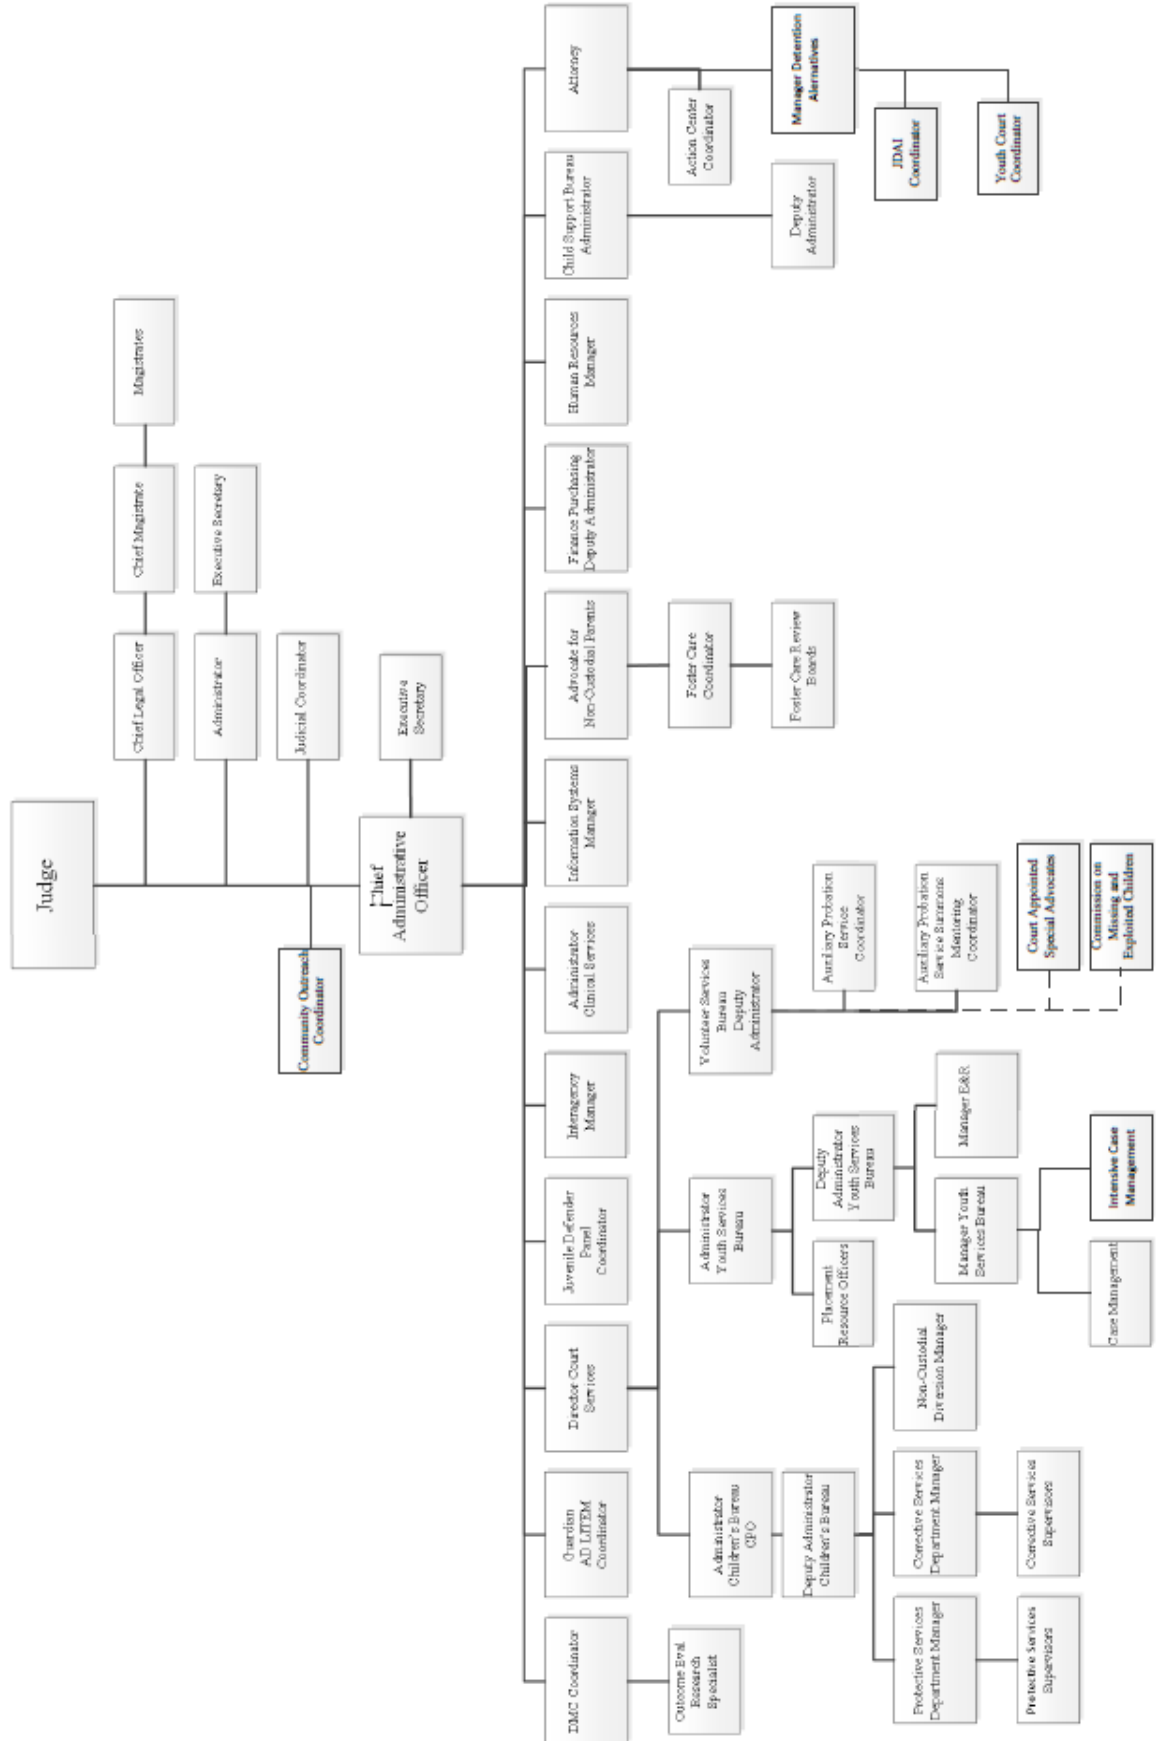 Judge
Chief Legal Officer
Chief Magistrate
Magistrates
Administrator
Executive Secretary
Judicial Coordinator
Community Outreach
Coordinator
Chief
Administrative
Officer
Executive
Secretary
DMC Coordinator
Guardian
AD LITEM
Coordinator
Director Court
Services
Juvenile Defender
Panel
Coordinator
Interagency
Manager
Administrator
Clinical Services
Information Systems
Manager
Advocate for
Non-Custodial Parents
Finance Purchasing
Deputy Administrator
Human Resources
Manager
Child Support Bureau
Administrator
Attorney
Outcome Eval
Research
Specialist
Administrator
Children's Bureau
CPO
Administrator
Youth Services
Bureau
Volunteer Services
Bureau
Deputy
Administrator
Foster Care
Coordinator
Action Center
Coordinator
Deputy Administrator
Children's Bureau
Placement
Resource Officers
Deputy
Administrator
Youth Services
Bureau
Auxiliary Probation
Service
Coordinator
Foster Care Review
Boards
Deputy
Administrator
Manager Detention
Alernatives
Protective Services
Department Manager
Corrective Services
Department Manager
Non-Custodial
Diversion Manager
Manager Youth
Services Bureau
Manager E&R
Auxiliary Probation
Service Summons
Mentoring
Coordinator
JDAI
Coordinator
Protective Services
Supervisors
Corrective Services
Supervisors
Court Appointed
Special Advocates
Youth Court
Coordinator
Case Management
Intensive Case
Management
Commission on
Missing and
Exploited Children